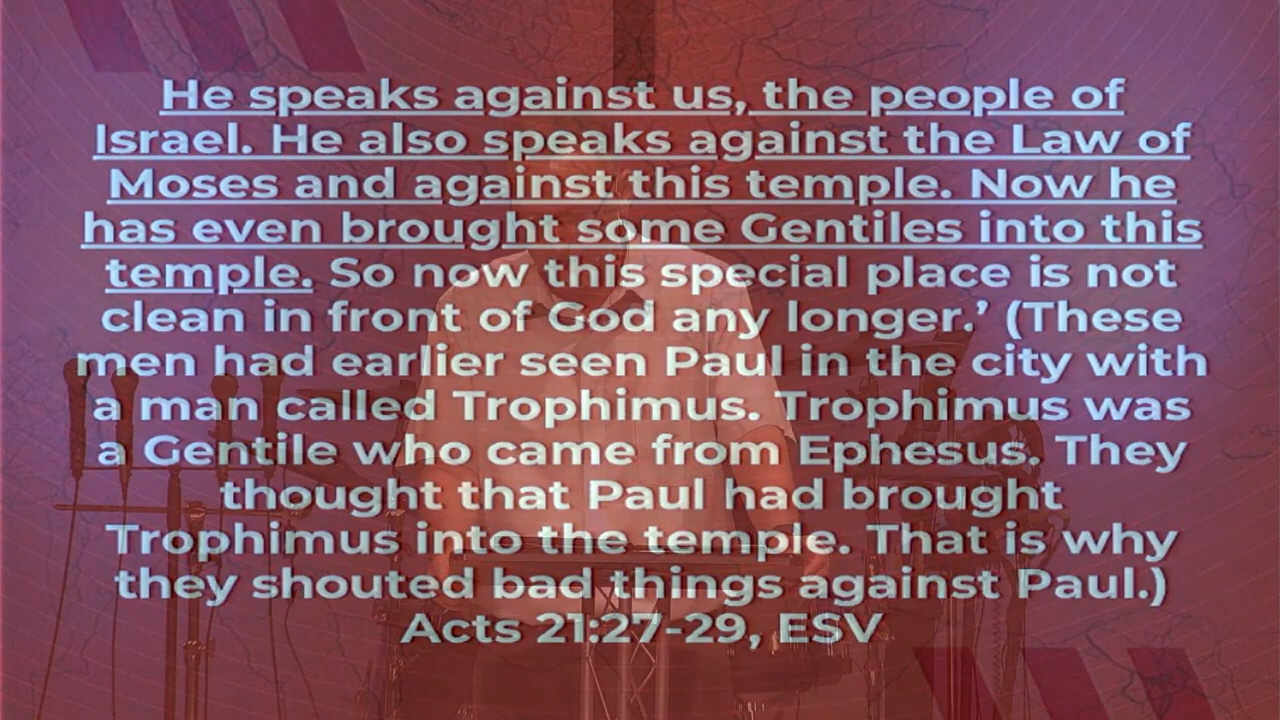 He speaks against us, the people of
Israel. He also speaks against the Law of
Moses and against this temple. Now he
has even brought some Gentiles into this
temple. So now this special place is not
clean in front of God any longer.’ (These
men had earlier seen Paul in the city with
a man called Trophimus. Trophimus was
a Gentile who came from Ephesus. They
thought that Paul had brought
Trophimus into the temple. That is why
they shouted bad things against Paul.)
Acts 21:27-29, ESV